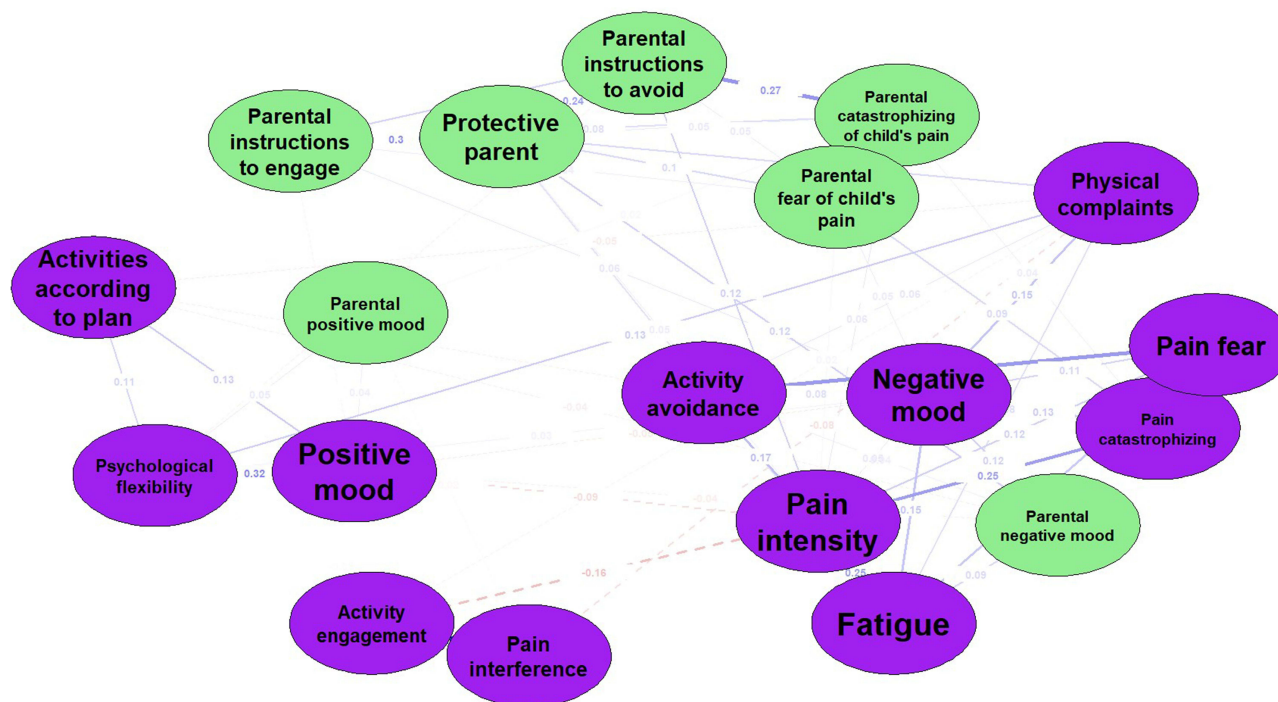 Parental
instructions
to avoid
0.27
Parental
catastrophizing
of child's pain
Parental
instructions
to engage
0.3
0.24
Protective
parent
0.08
0.05
0.05
0.1
Parental
fear of child's
pain
Physical
complaints
Activities
according
to plan
Parental
positive mood
-0.05
0.06
0.04
0.12
0.05
0.06
0.15
0.09
0.13
0.12
0.05
Pain fear
0.11
0.13
0.05
0.04
Activity
avoidance
0.08
Negative
mood
0.11
0.13
0.12
Pain
catastrophizing
-0.08
Positive
mood
Psychological
flexibility
0.32
0.17
0.12
0.25
-0.09
-0.04
Pain
intensity
0.15
Parental
negative mood
-0.16
0.25
0.09
Activity
engagement
Pain
interference
Fatigue